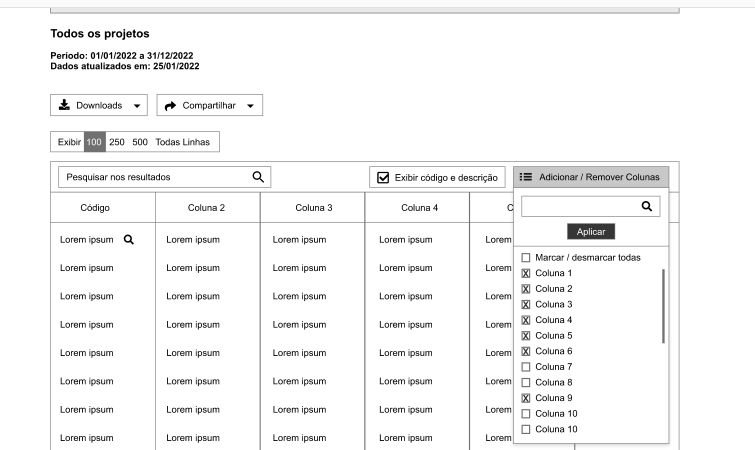 Todos os projetos
Período: 01/01/2022 a 31/12/2022
Dados atualizados em: 25/01/2022
Downloads Compartilhar
Exibir 100 250 500 Todas Linhas
Pesquisar nos resultados Exibir código e descrição Adicionar / Remover Colunas
Código Coluna 2 Coluna 3 Coluna 4 C
Aplicar
Lorem ipsum Lorem ipsum Lorem ipsum Lorem ipsum Lorem
Lorem ipsum Lorem ipsum Lorem ipsum Lorem ipsum Lorem
Lorem ipsum Lorem ipsum Lorem ipsum Lorem ipsum Lorem
Lorem ipsum Lorem ipsum Lorem ipsum Lorem ipsum Lorem
Lorem ipsum Lorem ipsum Lorem ipsum Lorem ipsum Lorem
Lorem ipsum Lorem ipsum Lorem ipsum Lorem ipsum Lorem
Lorem ipsum Lorem ipsum Lorem ipsum Lorem ipsum Lorem
Lorem ipsum Lorem ipsum Lorem ipsum Lorem ipsum Lorem
Marcar / desmarcar todas
Coluna 1
Coluna 2
Coluna 3
Coluna 4
Coluna 5
Coluna 6
Coluna 7
Coluna 8
Coluna 9
Coluna 10
Coluna 10